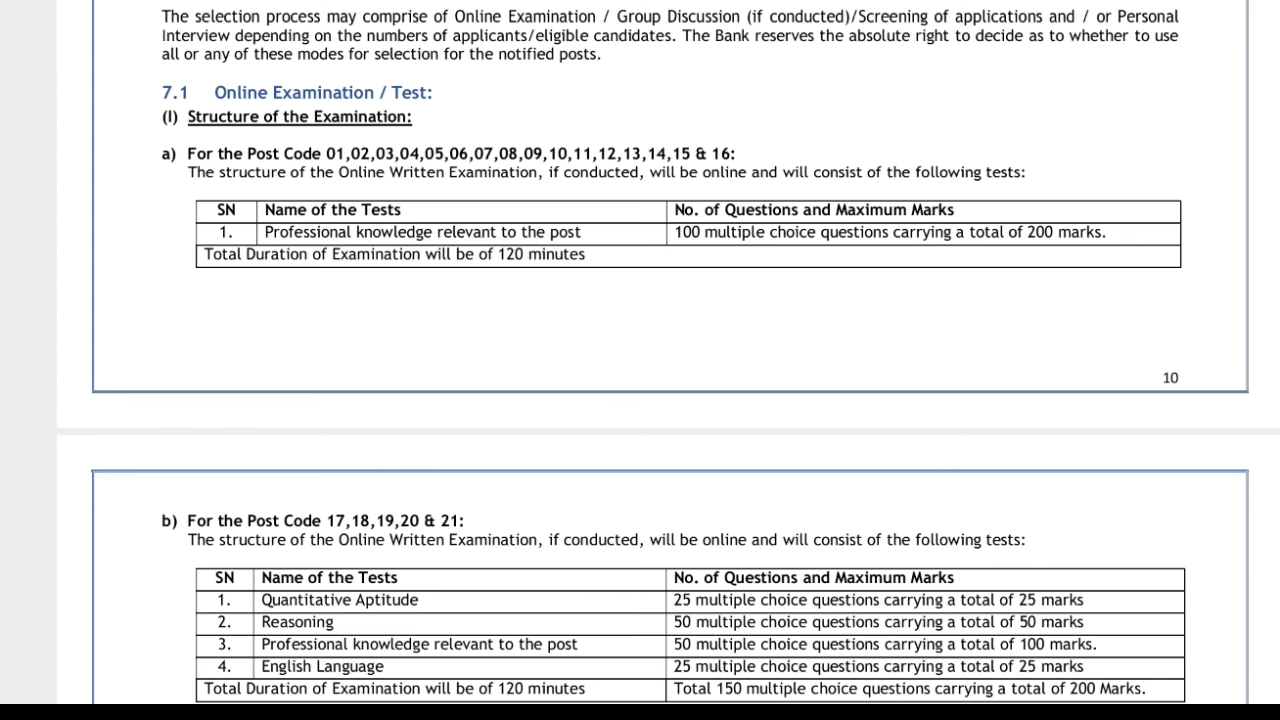 The selection process may comprise of Online Examination / Group Discussion (if conducted)/Screening of applications and / or Personal
Interview depending on the numbers of applicants/eligible candidates. The Bank reserves the absolute right to decide as to whether to use
all or any of these modes for selection for the notified posts.
7.1 Online Examination / Test:
(I) Structure of the Examination:
a) For the Post Code 01,02,03,04,05,06,07,08,09,10,11,12,13,14,15 & 16:
The structure of the Online Written Examination, if conducted, will be online and will consist of the following tests:
SN Name of the Tests No. of Questions and Maximum Marks
1. Professional knowledge relevant to the post 100 multiple choice questions carrying a total of 200 marks.
Total Duration of Examination will be of 120 minutes
10
b) For the Post Code 17,18,19,20 & 21:
The structure of the Online Written Examination, if conducted, will be online and will consist of the following tests:
SN Name of the Tests No. of Questions and Maximum Marks
1. Quantitative Aptitude 25 multiple choice questions carrying a total of 25 marks
2. Reasoning 50 multiple choice questions carrying a total of 50 marks
3. Professional knowledge relevant to the post 50 multiple choice questions carrying a total of 100 marks.
4. English Language 25 multiple choice questions carrying a total of 25 marks
Total Duration of Examination will be of 120 minutes Total 150 multiple choice questions carrying a total of 200 Marks.